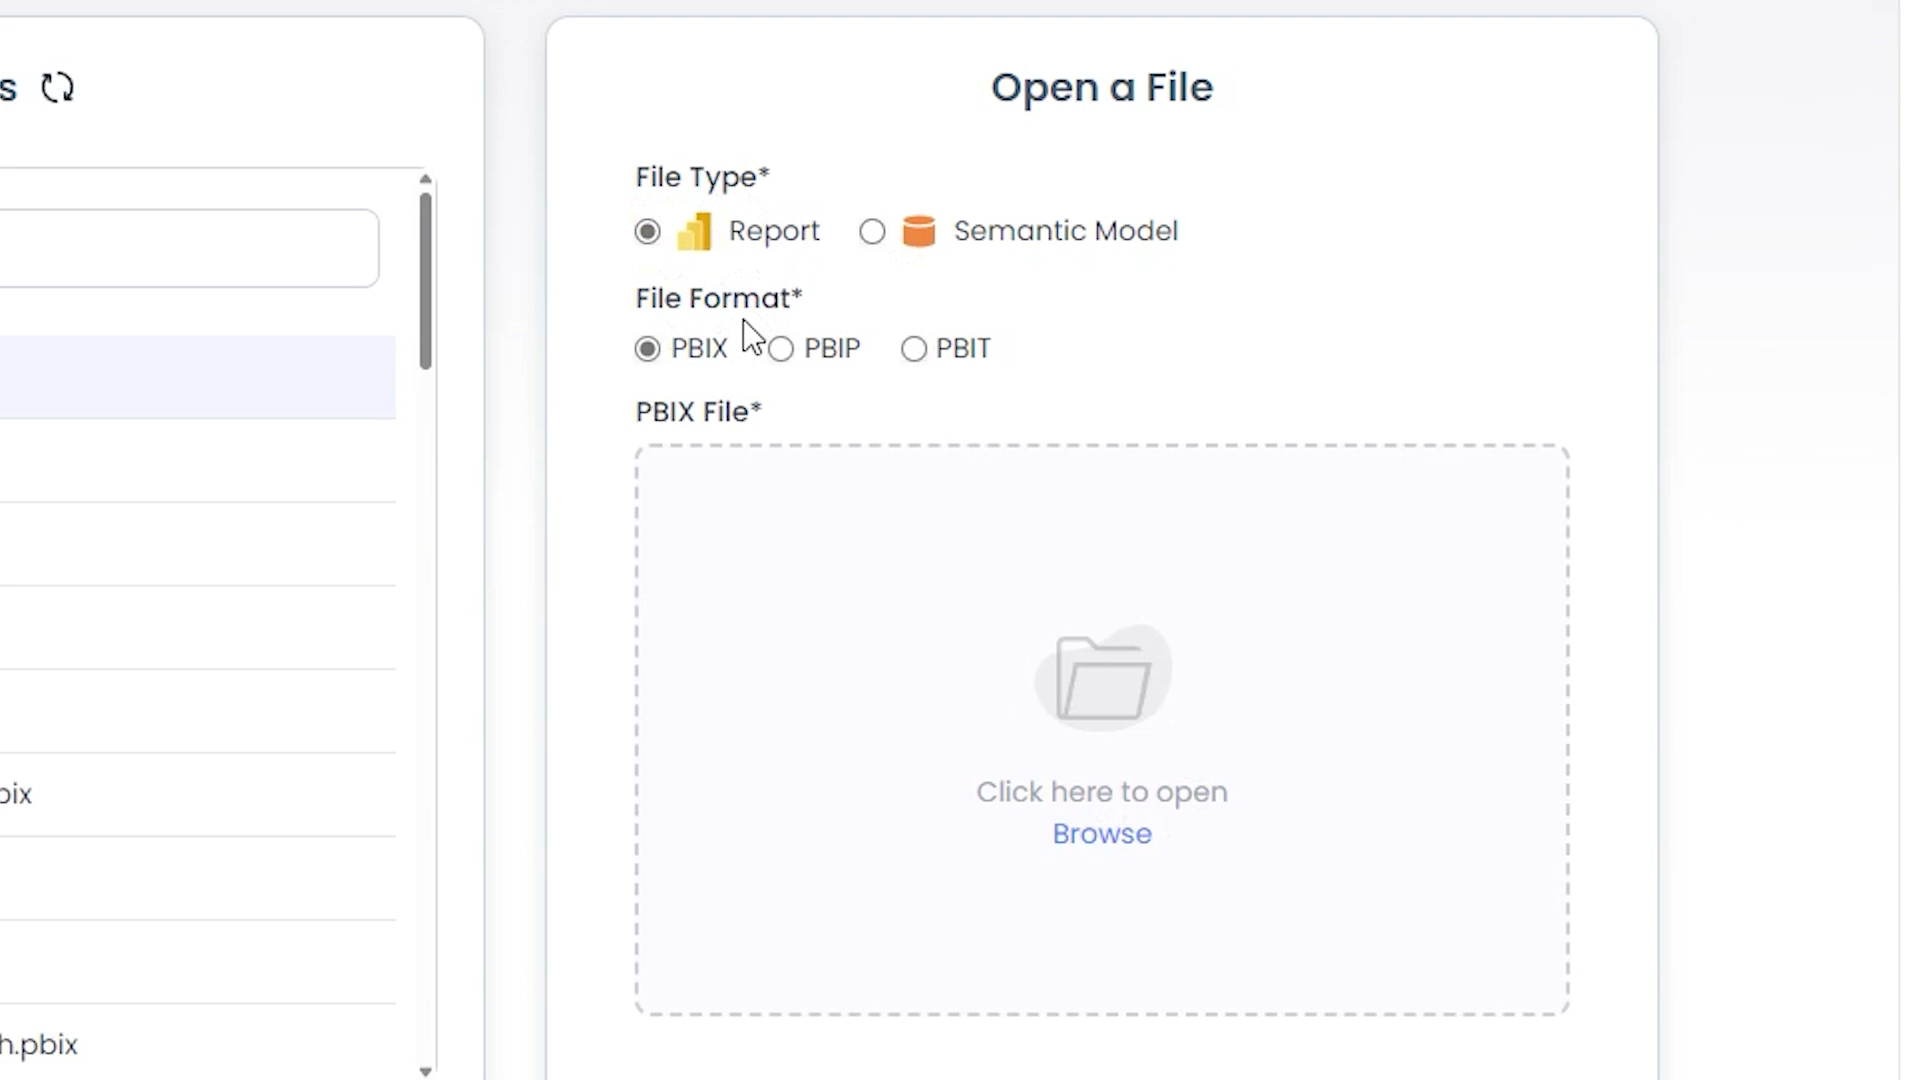 Open a File
File Type*
Report Semantic Model
File Format*
PBIX PBIP PBIT
PBIX File*
Click here to open
Browse
s
bix
h.pbix